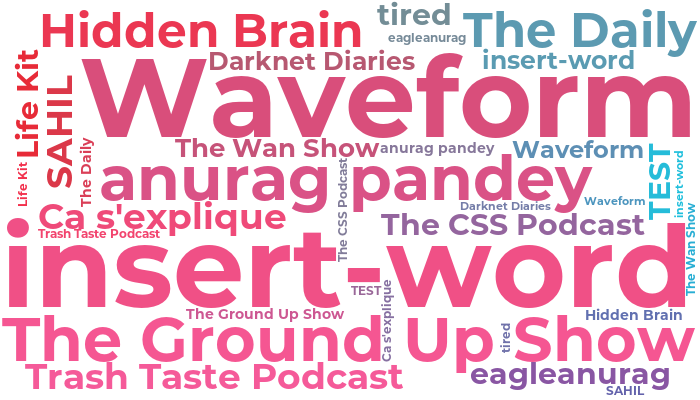 Hidden Brain
tired
eagleanurag
The Daily
Darknet Diaries
insert-word
Life Kit
SAHIL
Waveform
The Wan Show
anurag pandey
Waveform
TEST
insert-word
Life Kit
The Daily
anurag pandey
The CSS Podcast
Darknet Diaries
Waveform
The Wan Show
Ca s'explique
Trash Taste Podcast
The CSS Podcast
insert-word
TEST
Ca s'explique
The Ground Up Show
Hidden Brain
The Ground Up Show
tired
Trash Taste Podcast
eagleanurag
SAHIL